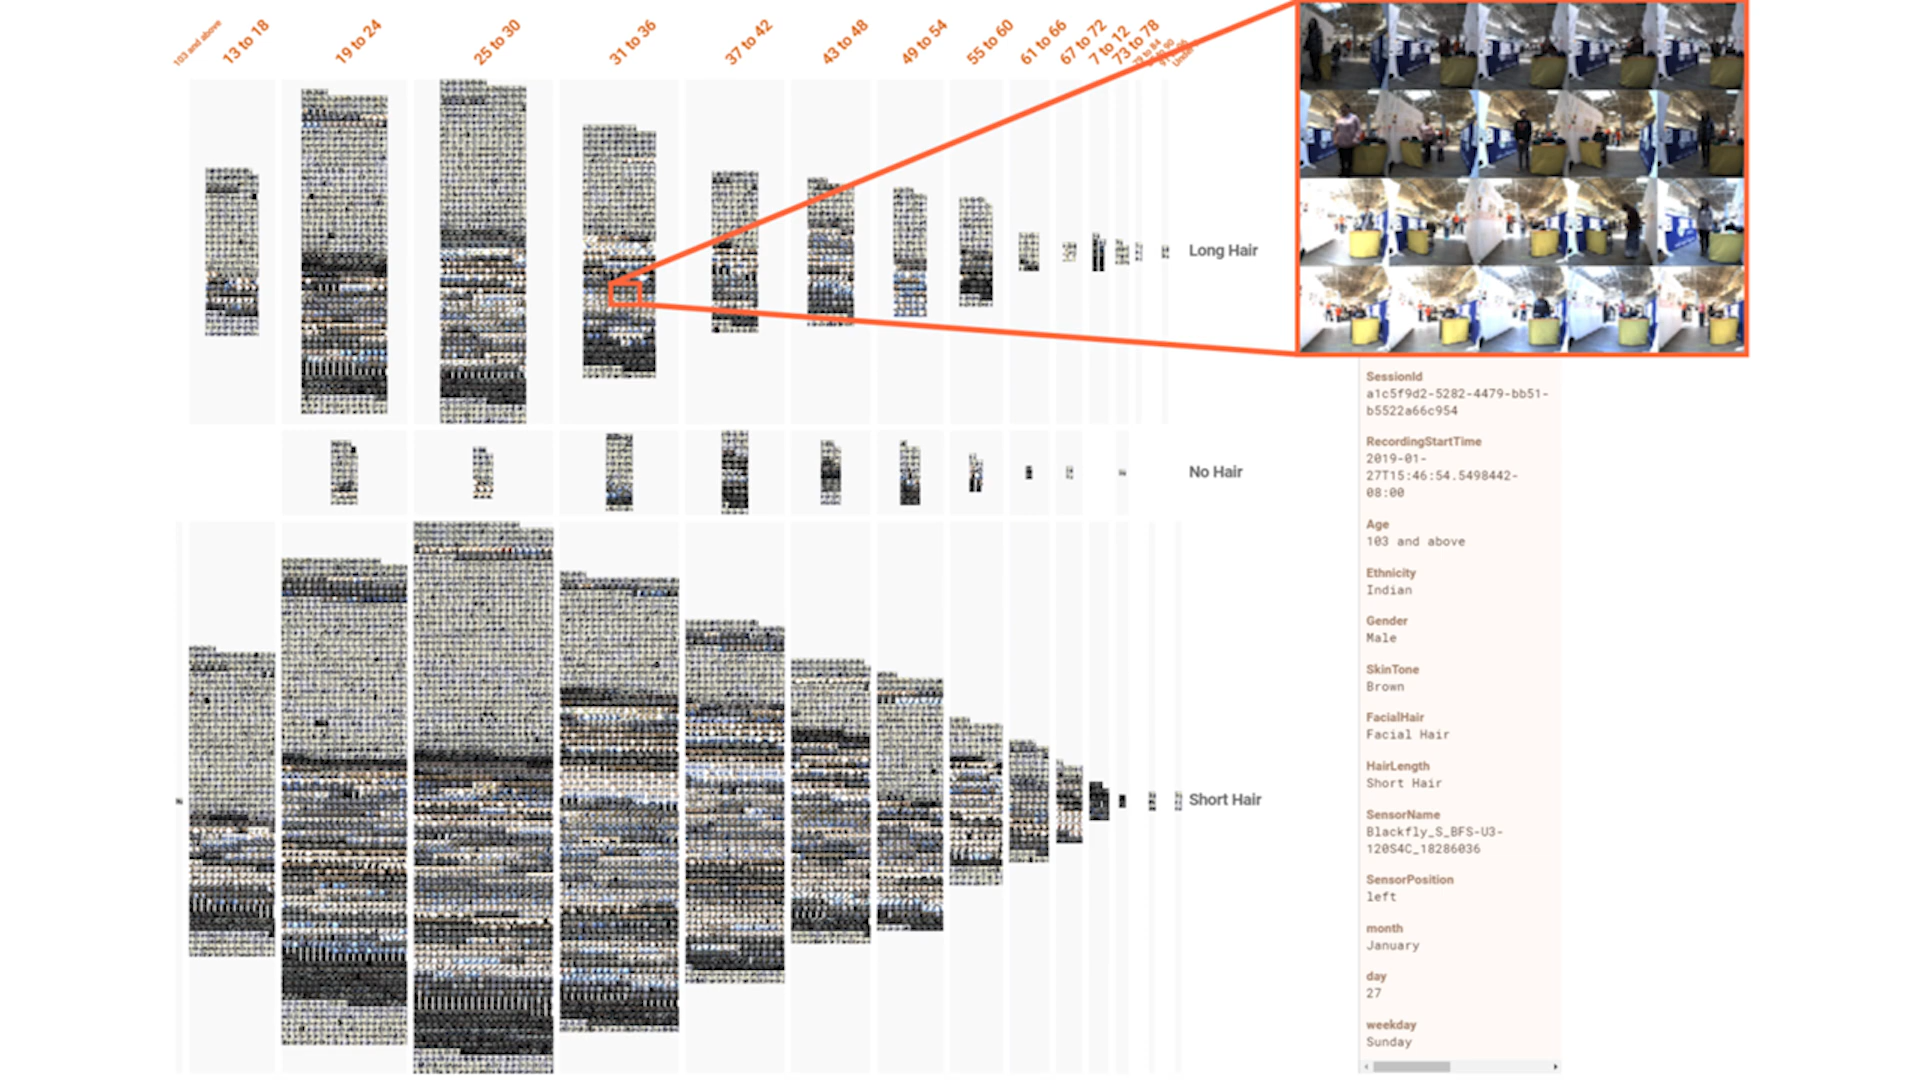 103 and above
13 to 18
19 to 24
25 to 30
31 to 36
37 to 42
43 to 48
49 to 54
55 to 60
61 to 66
67 to 72
7 to 12
73 to 78
79 to 84
Long Hair
No Hair
Short Hair
SessionId
a1c5f9d2-5282-4479-bb51-
b5522a66c954
RecordingStartTime
2019-01-
27T15:46:54.5498442-
08:00
Age
103 and above
Ethnicity
Indian
Gender
Male
SkinTone
Brown
FacialHair
Facial Hair
HairLength
Short Hair
SensorName
Blackfly_S_BFS-U3-
120S4C_18286036
SensorPosition
left
month
January
day
27
weekday
Sunday